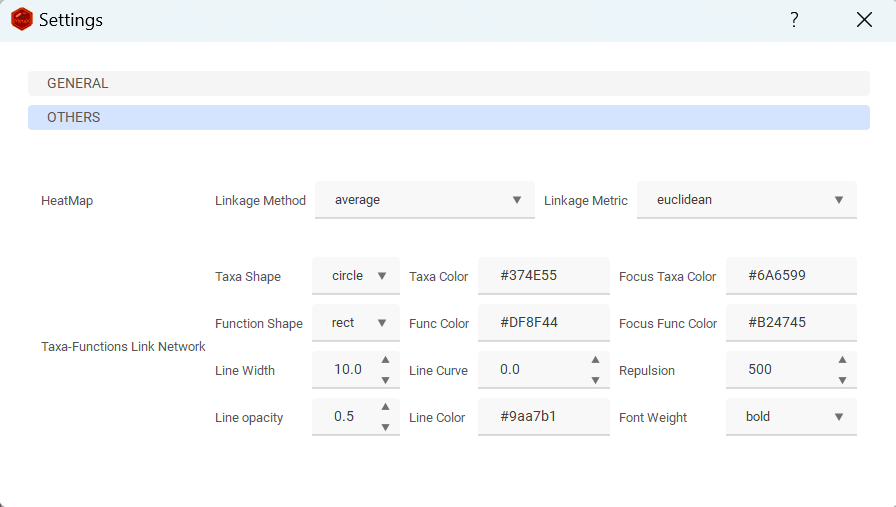 Settings ?
GENERAL
OTHERS
HeatMap Linkage Method average Linkage Metric euclidean
Taxa Shape circle Taxa Color #374E55 Focus Taxa Color #6A6599
Function Shape rect Func Color #DF8F44 Focus Func Color #B24745
Taxa-Functions Link Network
Line Width 10.0 Line Curve 0.0 Repulsion 500
Line opacity 0.5 Line Color #9aa7b1 Font Weight bold